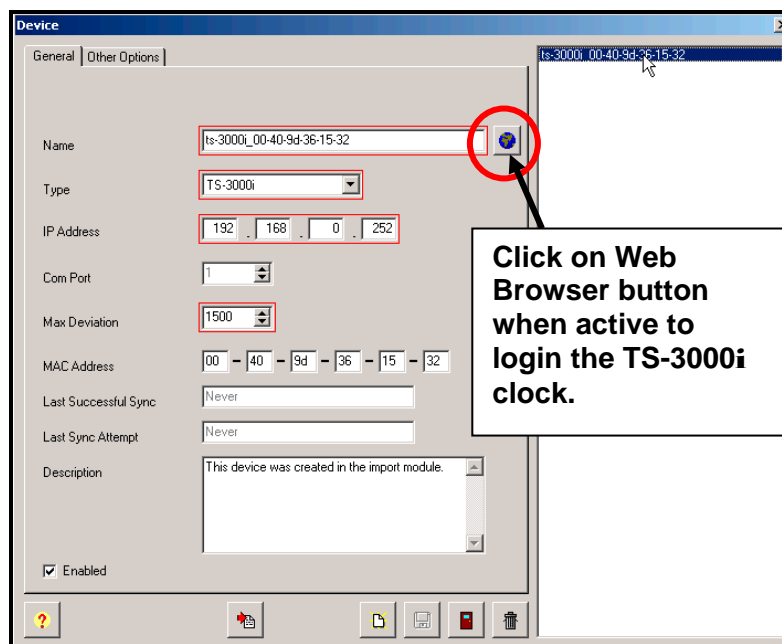 Device
General Other Options
ts-3000i_00-40-9d-36-15-32
Name ts-3000i_00-40-9d-36-15-32
Type TS-3000i
IP Address 192 . 168 . 0 . 252
Com Port 1
Max Deviation 1500
MAC Address 00 - 40 - 9d - 36 - 15 - 32
Last Successful Sync Never
Last Sync Attempt Never
Description This device was created in the import module.
Enabled
?
Click on Web
Browser button
when active to
login the TS-3000i
clock.